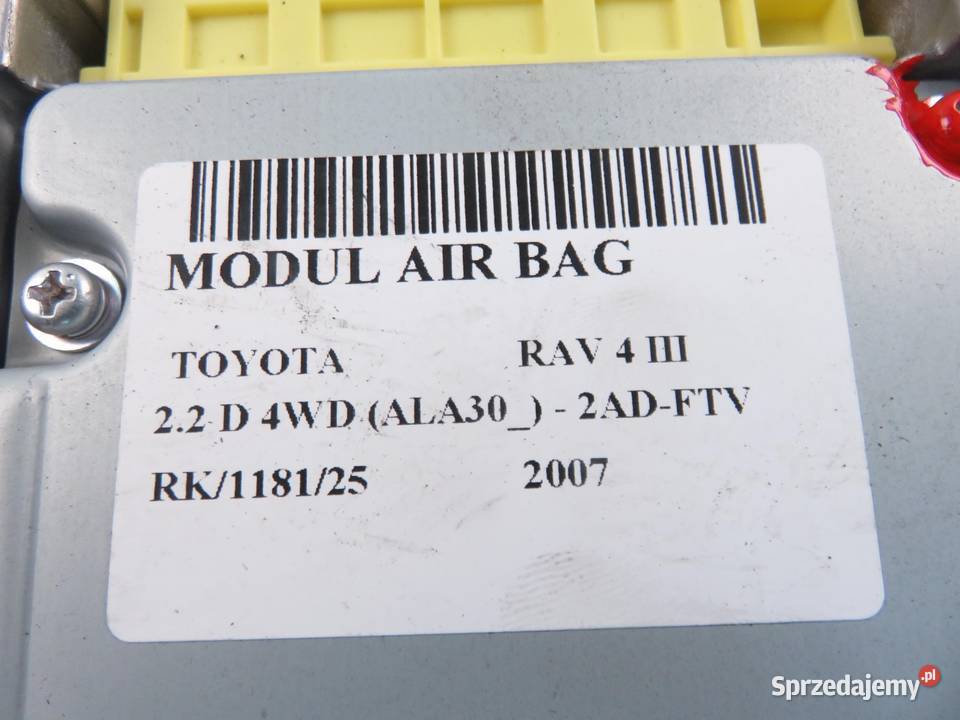 MODUL AIR BAG
TOYOTA RAV 4 III
2.2 D 4WD (ALA30_) - 2AD-FTV
RK/1181/25 2007
Sprzedajemy.pl